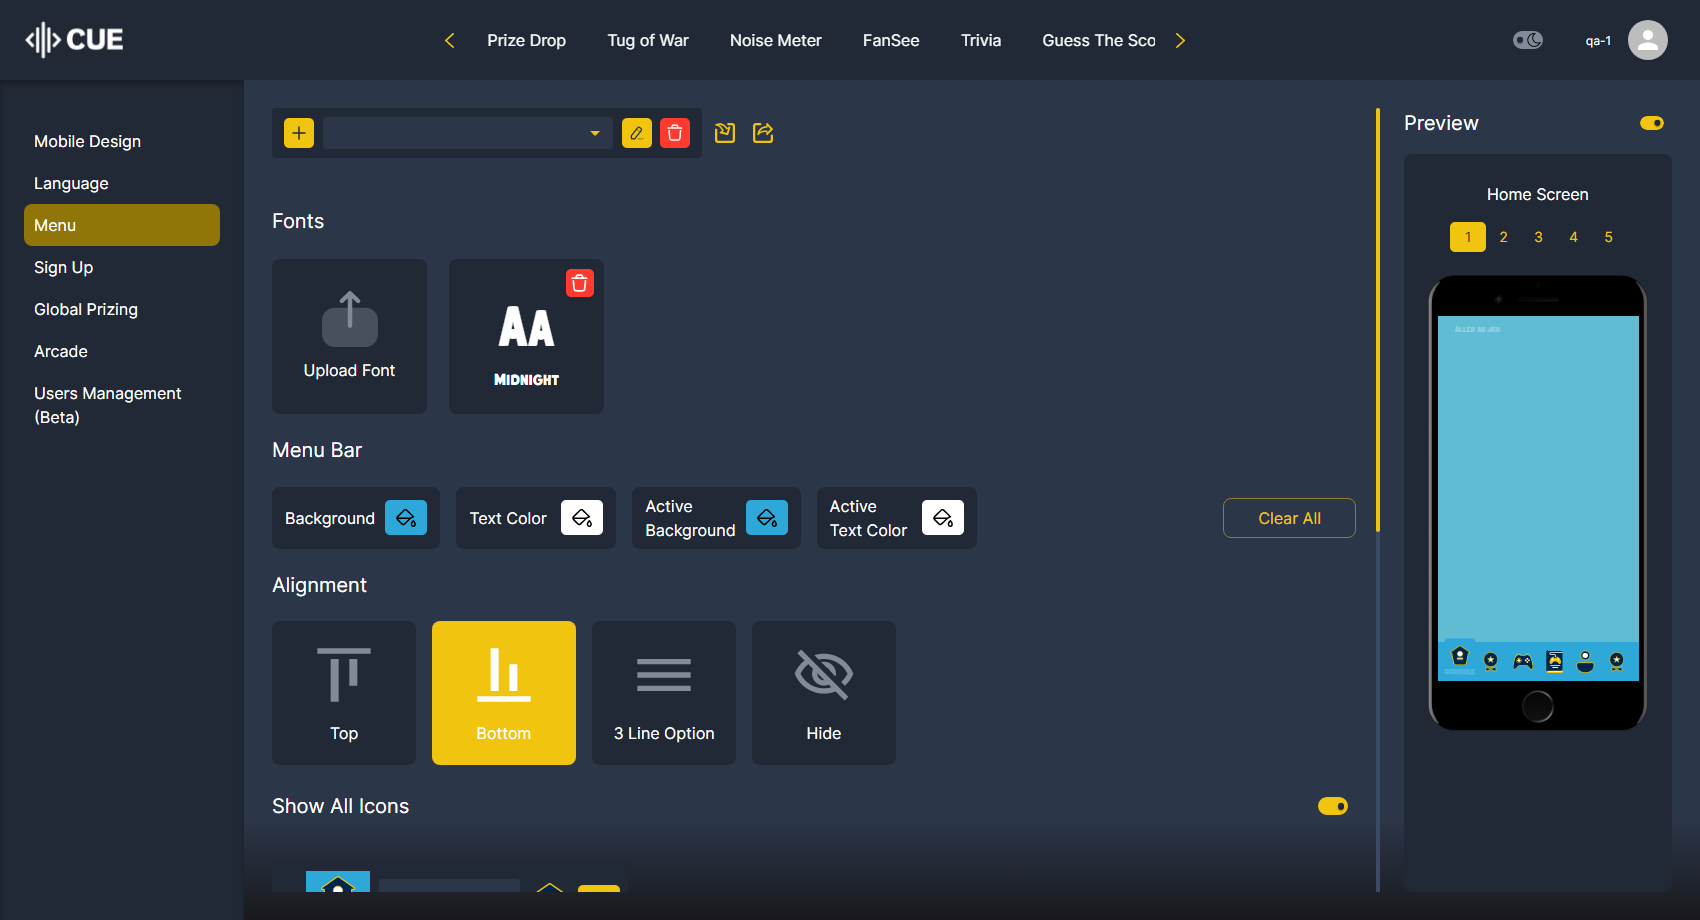 CUE
Prize Drop
Tug of War
Noise Meter
FanSee
Trivia
Guess The Sco
qa-1
Mobile Design
Language
Menu
Sign Up
Global Prizing
Arcade
Users Management
(Beta)
Fonts
Upload Font
AA
MIDNIGHT
Menu Bar
Background
Text Color
Active
Background
Active
Text Color
Clear All
Alignment
Top
Bottom
3 Line Option
Hide
Show All Icons
Preview
Home Screen
1 2 3 4 5